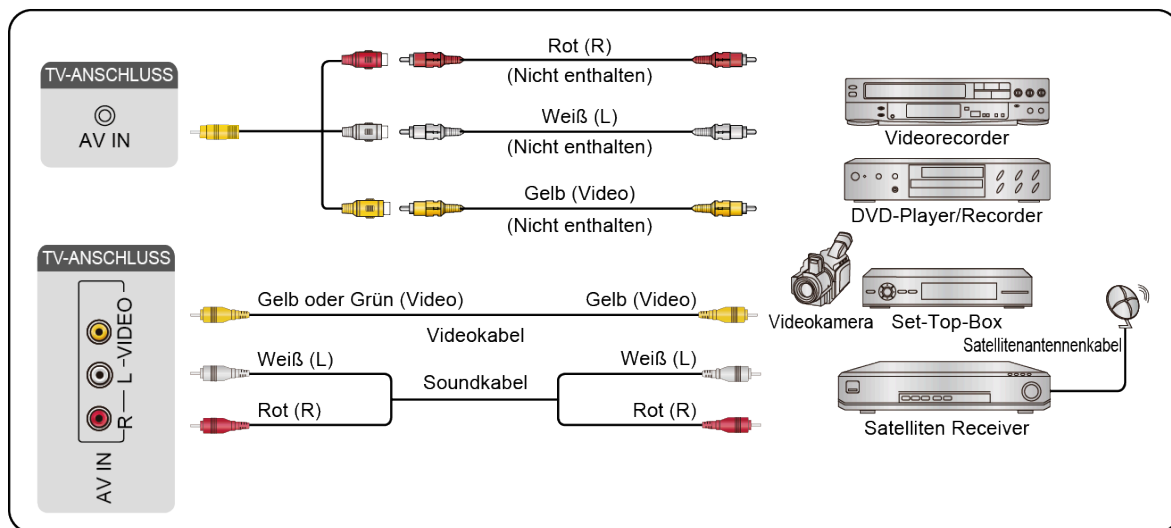 TV-ANSCHLUSS
AV IN
Rot (R)
(Nicht enthalten)
Weiß (L)
(Nicht enthalten)
Gelb (Video)
(Nicht enthalten)
Videorecorder
DVD-Player/Recorder
TV-ANSCHLUSS
R — L -VIDEO
AV IN
Gelb oder Grün (Video)
Gelb (Video)
Videokabel
Weiß (L)
Weiß (L)
Soundkabel
Rot (R)
Rot (R)
Videokamera
Set-Top-Box
Satellitenantennenkabel
Satelliten Receiver